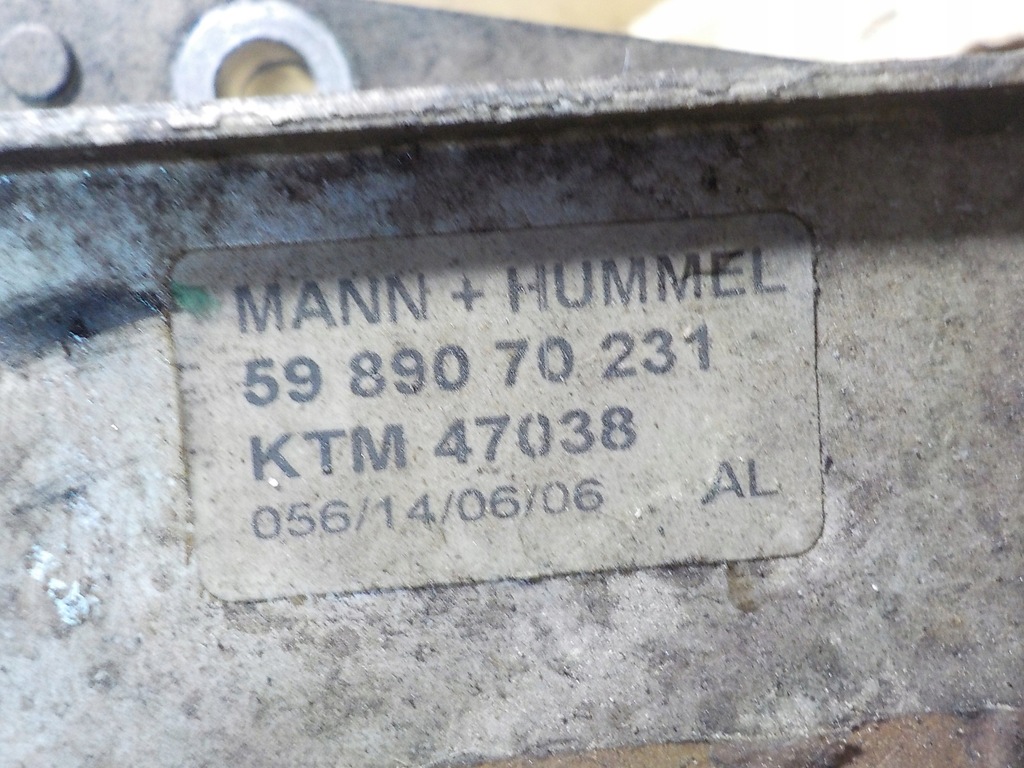 MANN + HUMMEL
59 890 70 231
KTM 47038
056/14/06/06 AL